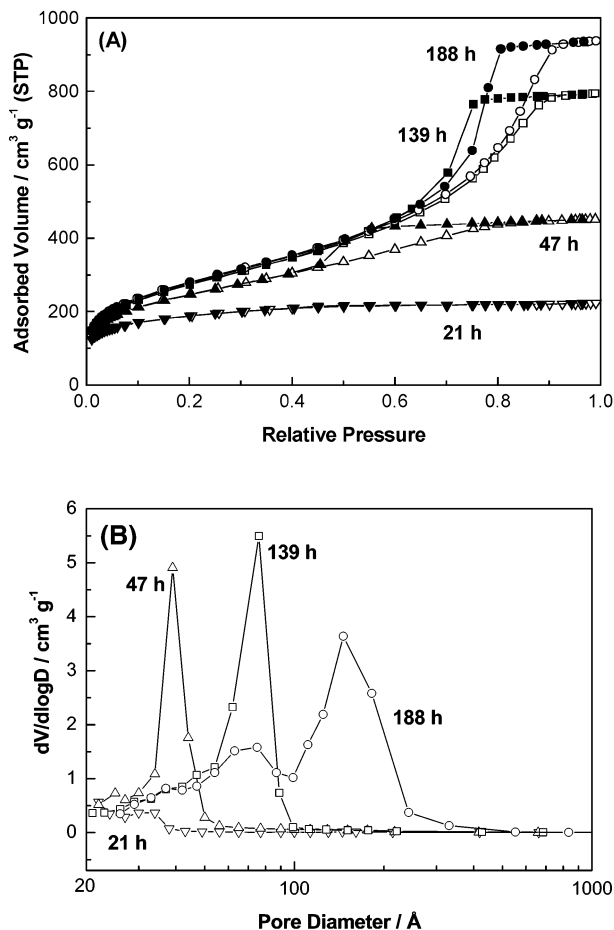 (A)
1000
800
600
400
200
0
Adsorbed Volume / cm³ g⁻¹ (STP)
188 h
139 h
47 h
21 h
0.0 0.2 0.4 0.6 0.8 1.0
Relative Pressure
(B)
6
5
4
3
2
1
0
dV/dlogD / cm³ g⁻¹
47 h
139 h
188 h
21 h
20 100 1000
Pore Diameter / Å